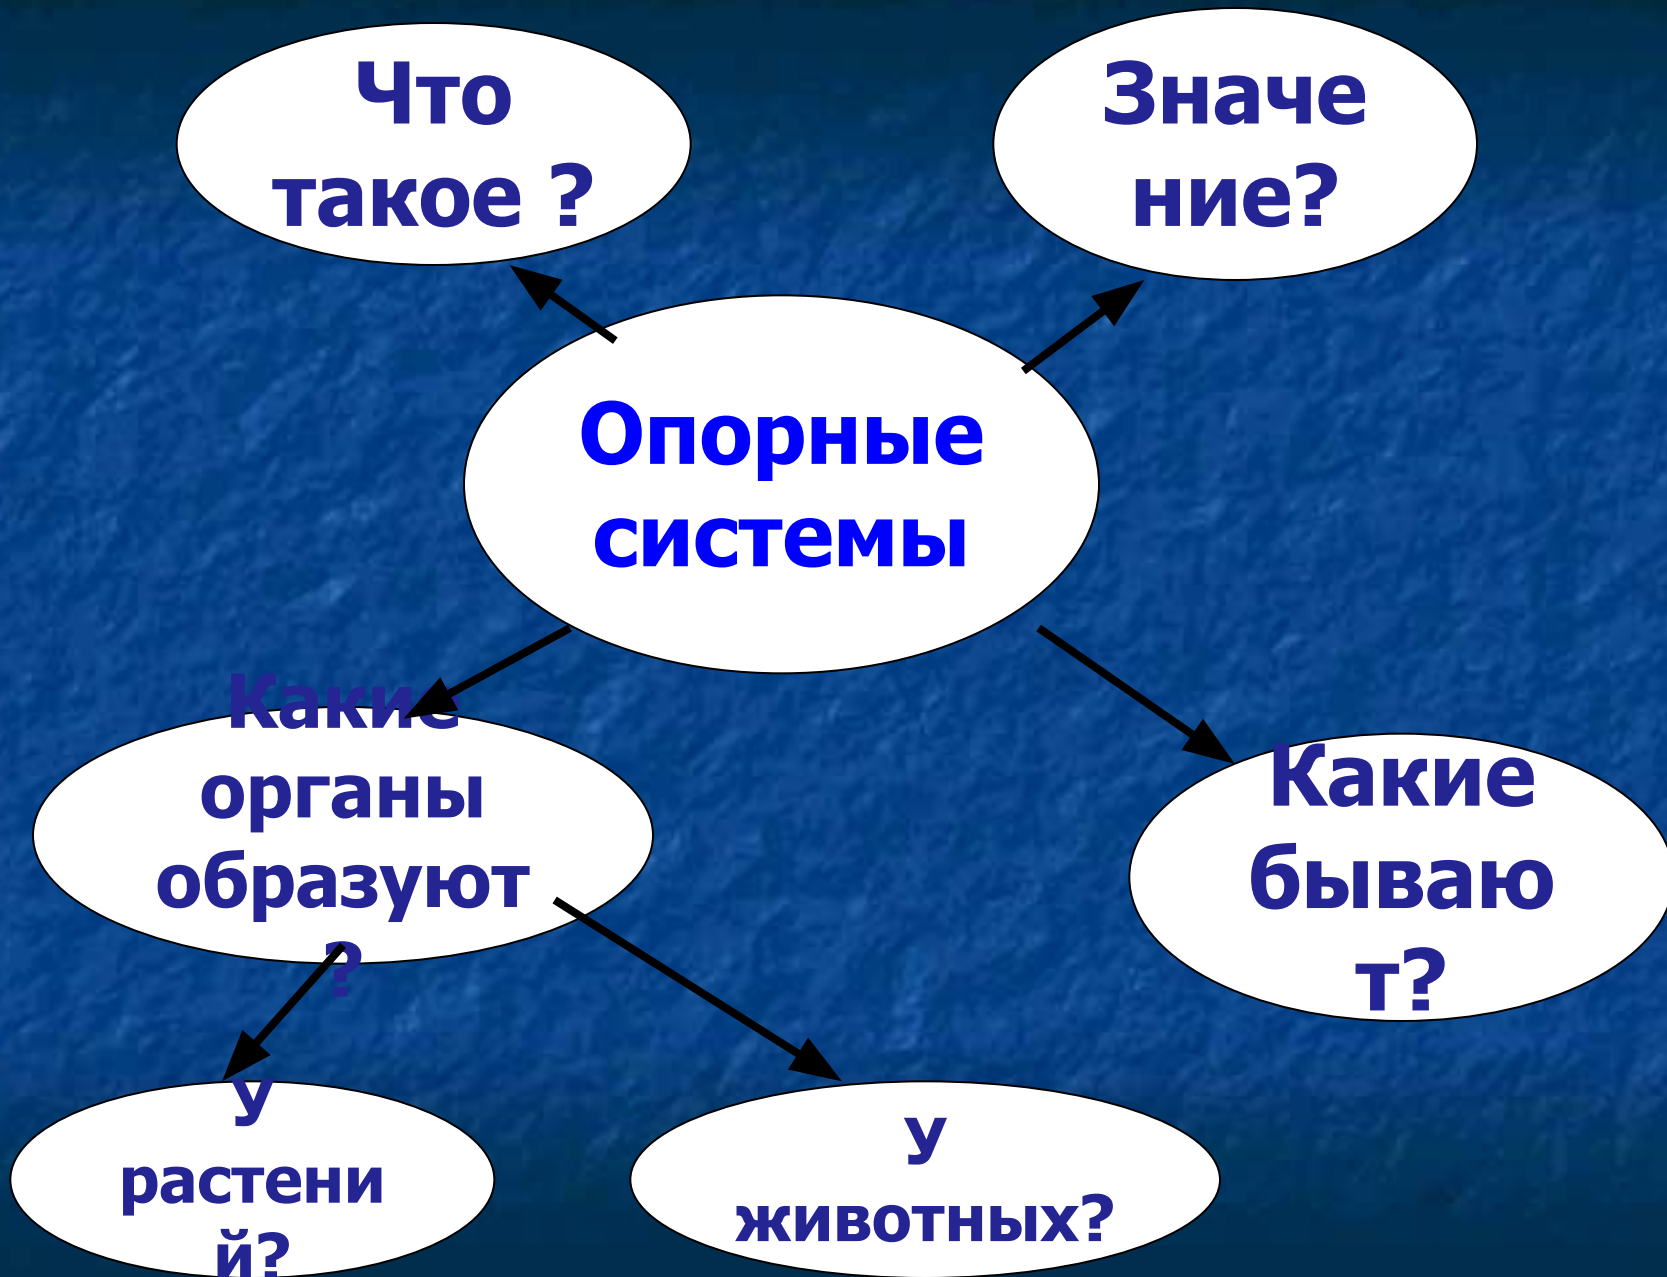 Что
такое ?
Значе
ние?
Опорные
системы
Какие
органы
образуют
?
Какие
бываю
т?
У
растени
й?
У
животных?